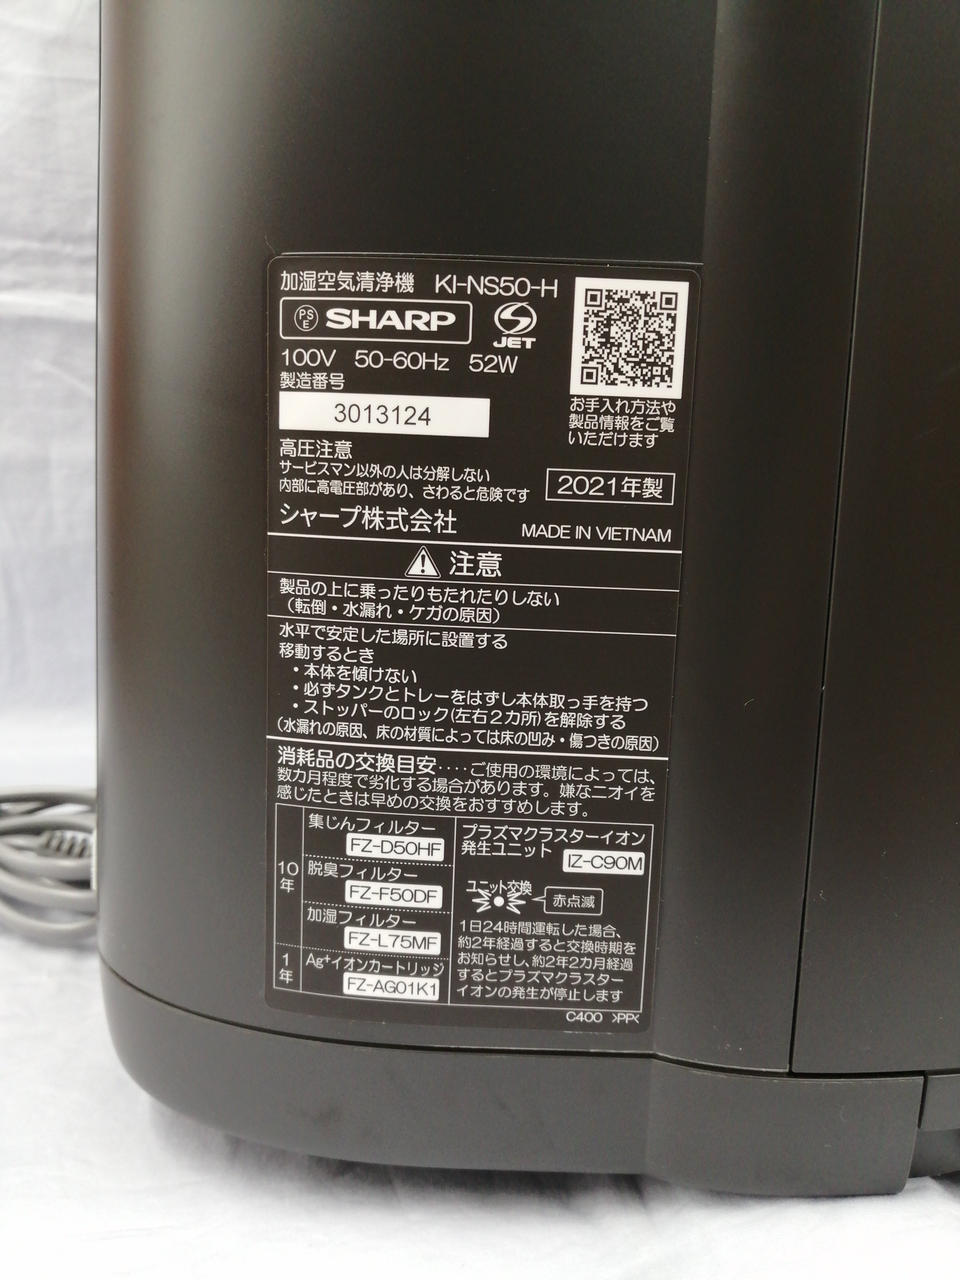 加湿空気清浄機 KI-NS50-H
PS
E
SHARP
JET
100V 50-60Hz 52W
製造番号
3013124
お手入れ方法や
製品情報をご覧
いただけます
高圧注意
サービスマン以外の人は分解しない
内部に高電圧部があり、さわると危険です
2021年製
シャープ株式会社
MADE IN VIETNAM
注意
製品の上に乗ったりもたれたりしない
（転倒・水漏れ・ケガの原因）
水平で安定した場所に設置する
移動するとき
・本体を傾けない
・必ずタンクとトレーをはずし本体取っ手を持つ
・ストッパーのロック(左右2カ所)を解除する
（水漏れの原因、床の材質によっては床の凹み・傷つきの原因）
消耗品の交換目安‥‥ご使用の環境によっては、
数カ月程度で劣化する場合があります。嫌なニオイを
感じたときは早めの交換をおすすめします。
10年
集じんフィルター
FZ-D50HF
脱臭フィルター
FZ-F50DF
加湿フィルター
FZ-L75MF
1年
Ag⁺イオンカートリッジ
FZ-AG01K1
プラズマクラスターイオン
発生ユニット IZ-C90M
ユニット交換
赤点滅
1日24時間運転した場合、
約2年経過すると交換時期を
お知らせし、約2年2カ月経過
するとプラズマクラスター
イオンの発生が停止します
C400 >PP<